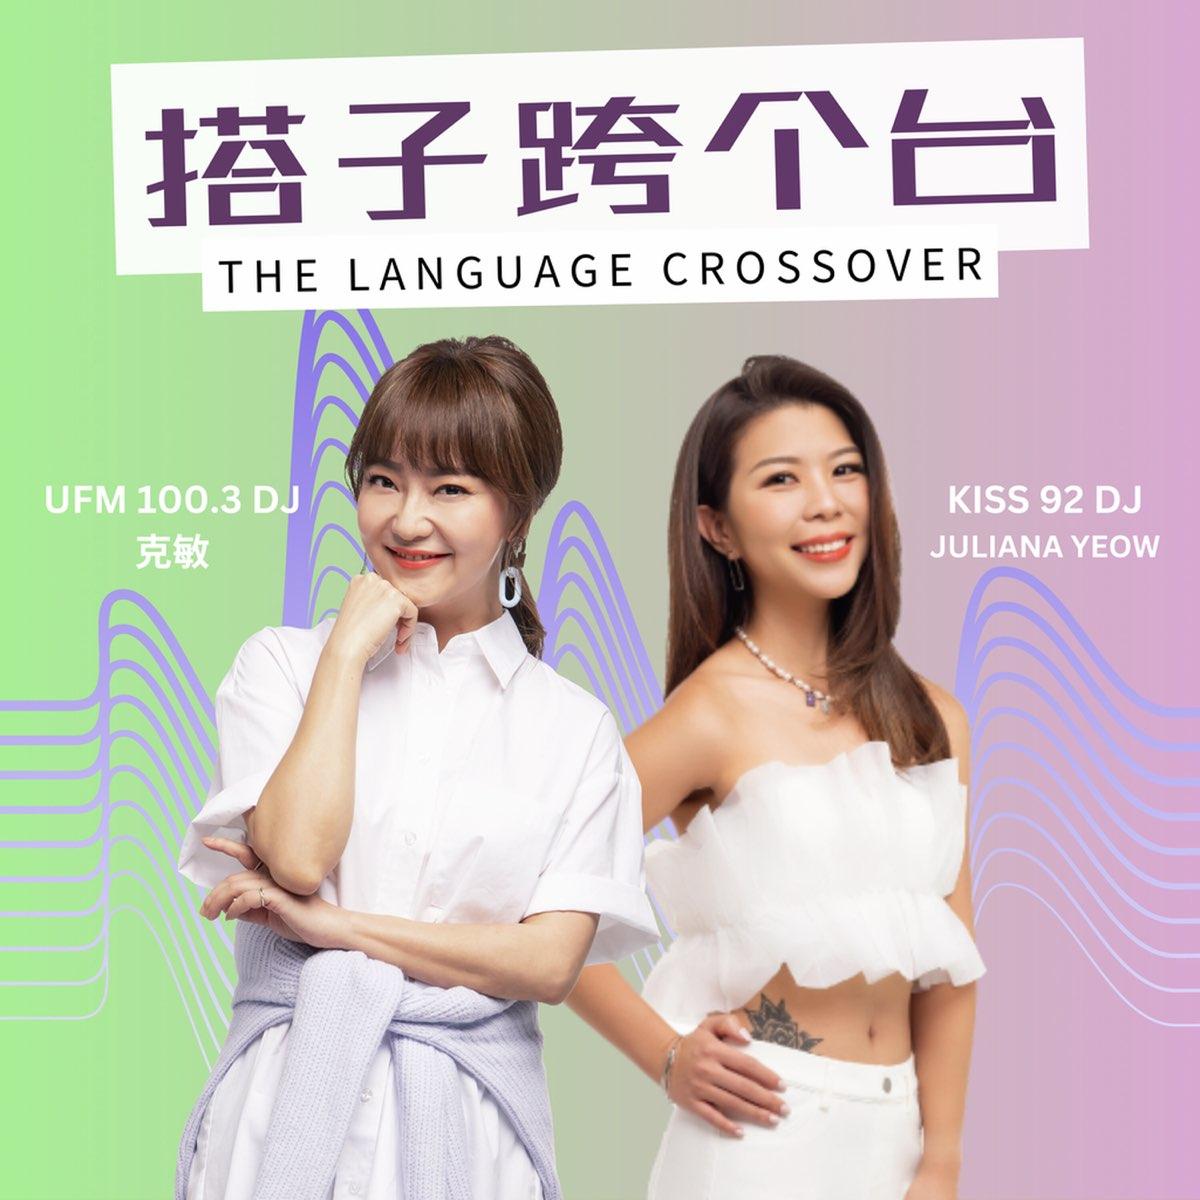 搭子跨个台
THE LANGUAGE CROSSOVER
UFM 100.3 DJ
克敏
KISS 92 DJ
JULIANA YEOW